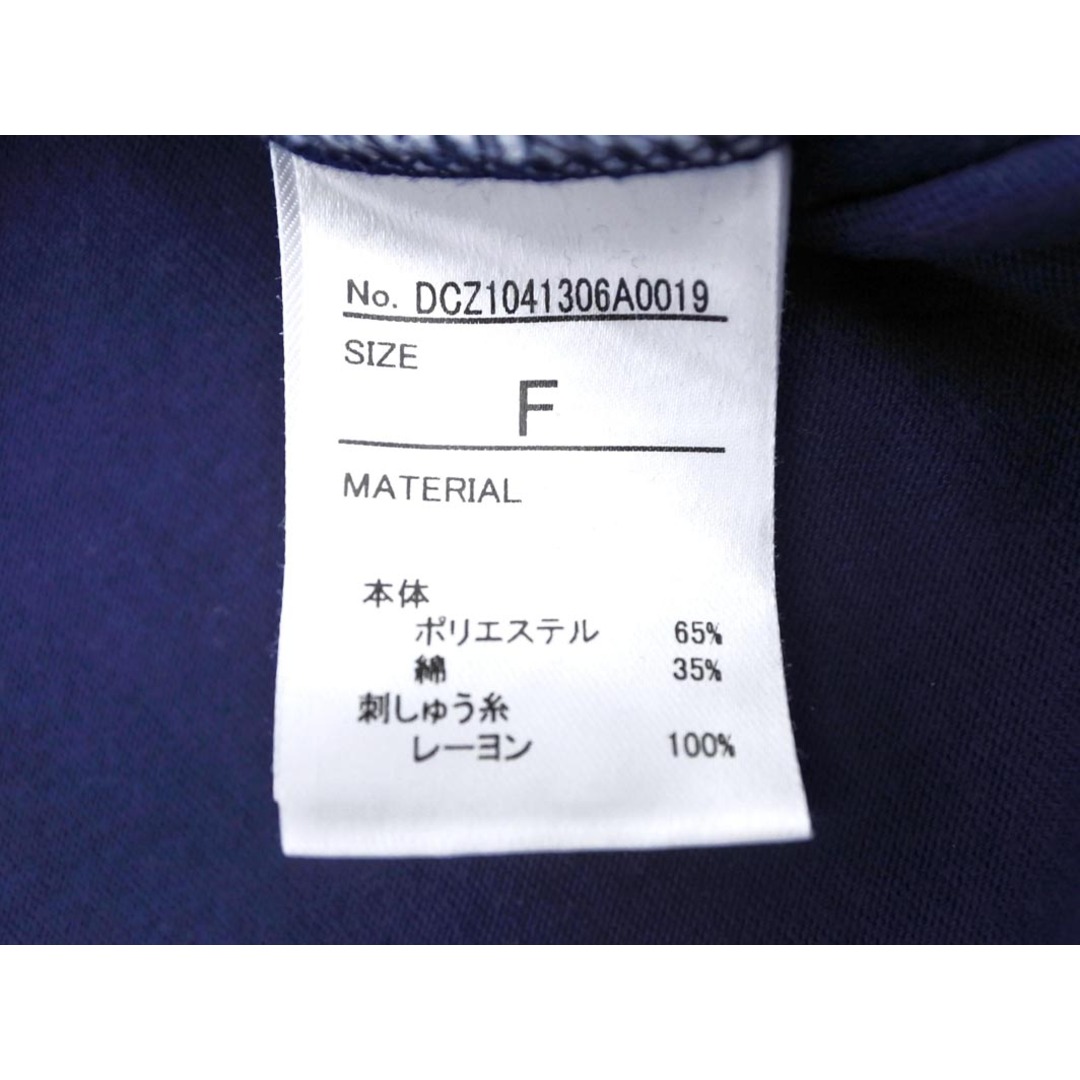 No. DCZ1041306A0019
SIZE
F
MATERIAL
本体
ポリエステル 65%
綿 35%
刺しゅう糸
レーヨン 100%